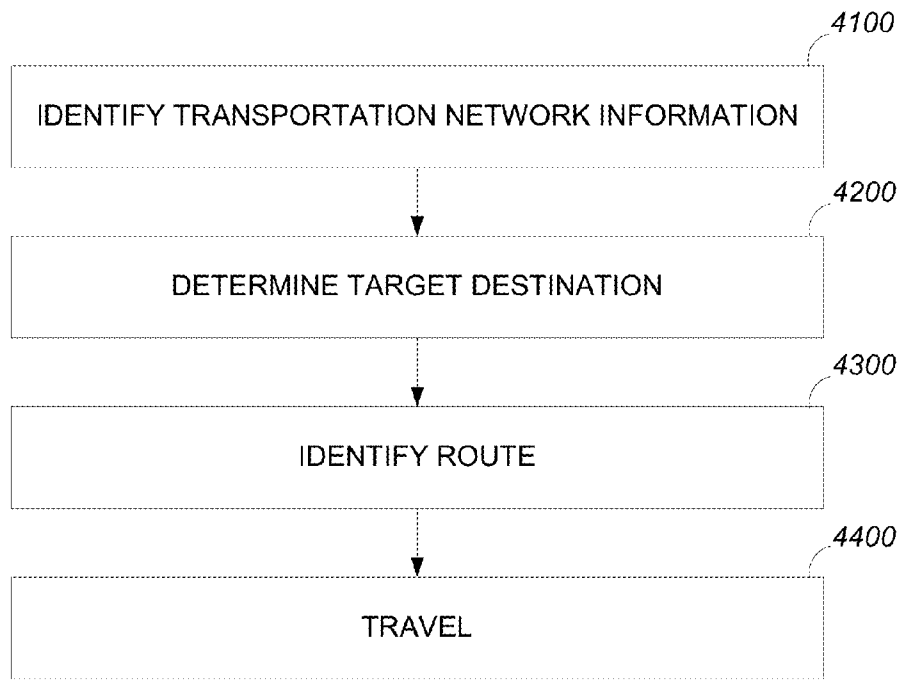 4100
IDENTIFY TRANSPORTATION NETWORK INFORMATION
4200
DETERMINE TARGET DESTINATION
4300
IDENTIFY ROUTE
4400
TRAVEL